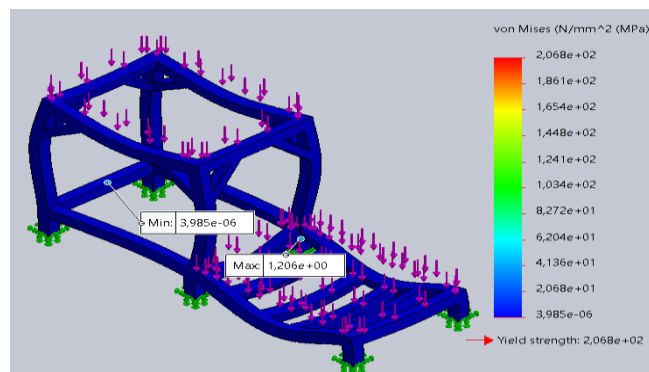 von Mises (N/mm^2 (MPa)
2,068e+02
1,861e+02
1,654e+02
1,448e+02
1,241e+02
1,034e+02
8,272e+01
6,204e+01
4,136e+01
2,068e+01
3,985e-06
Yield strength: 2,068e+02
Min: 3,985e-06
Max: 1,206e+00